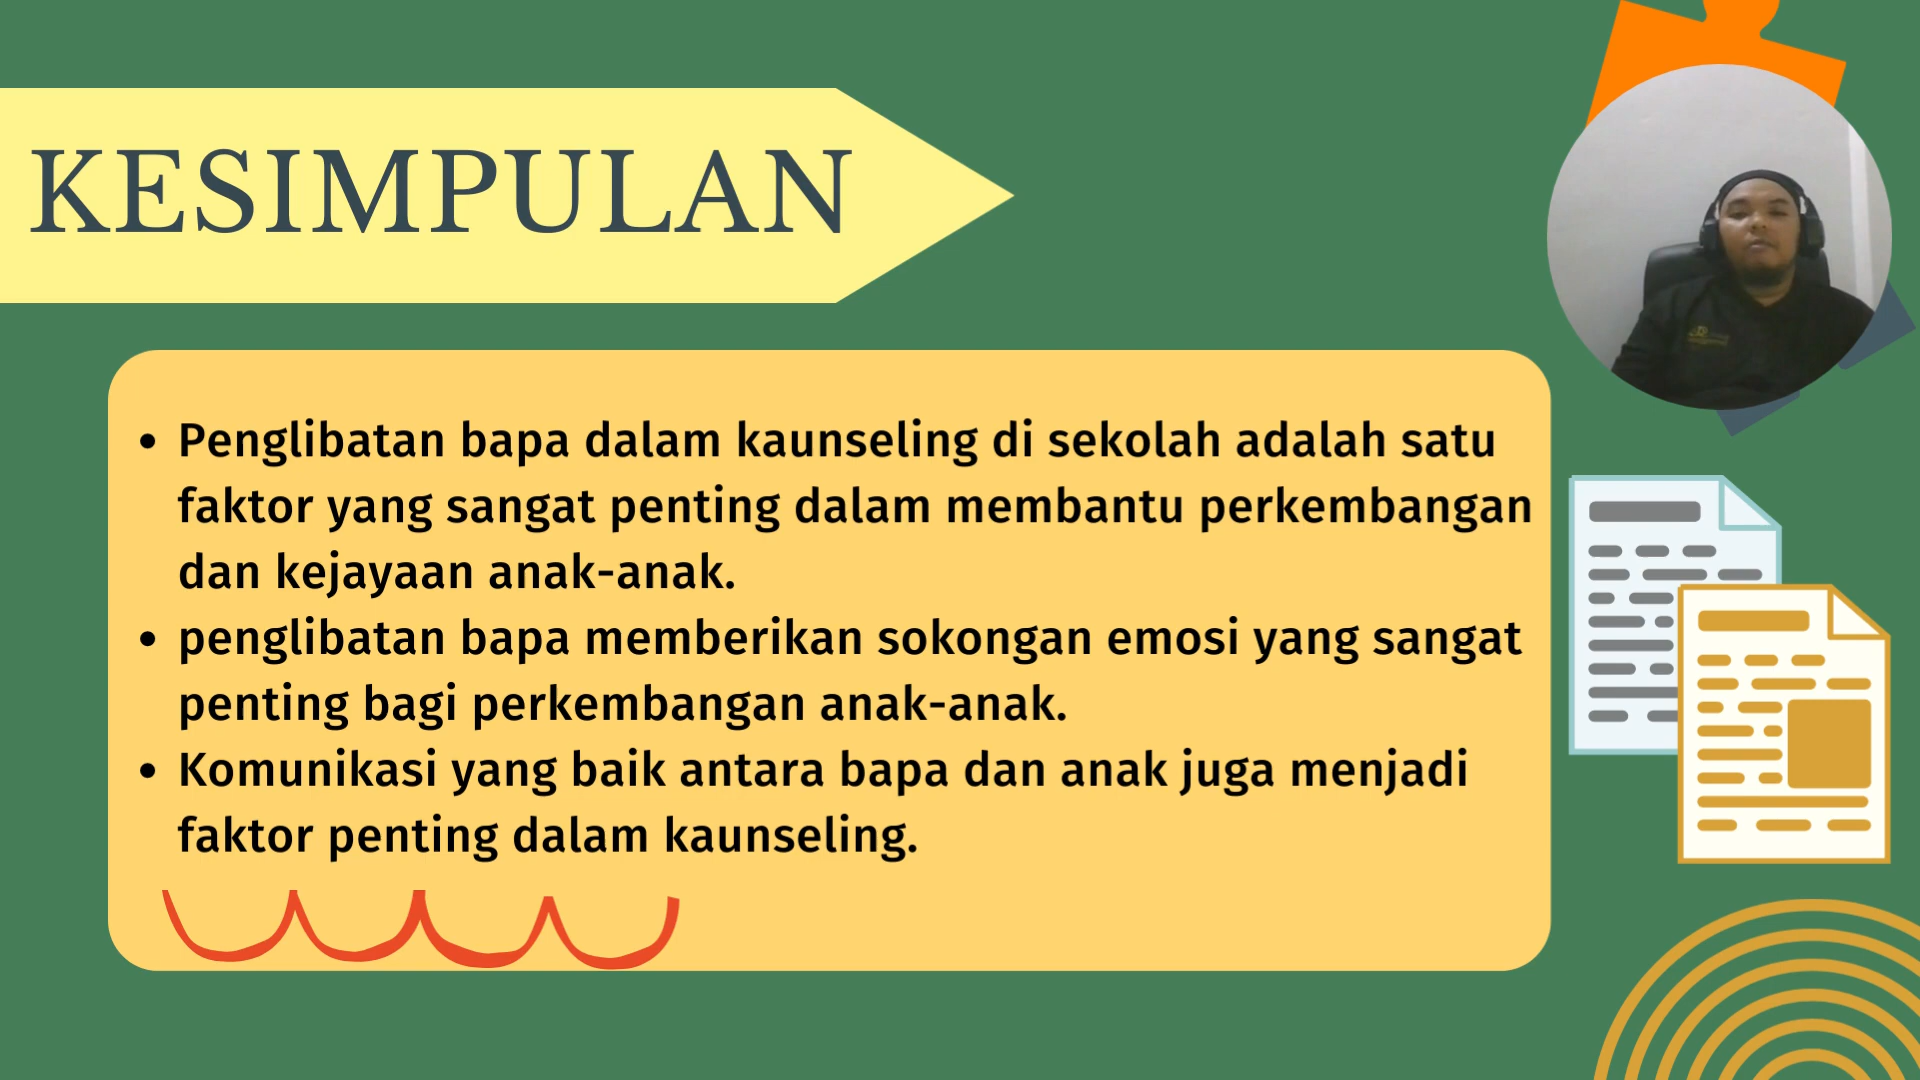 KESIMPULAN
• Penglibatan bapa dalam kaunseling di sekolah adalah satu
faktor yang sangat penting dalam membantu perkembangan
dan kejayaan anak-anak.
• penglibatan bapa memberikan sokongan emosi yang sangat
penting bagi perkembangan anak-anak.
• Komunikasi yang baik antara bapa dan anak juga menjadi
faktor penting dalam kaunseling.